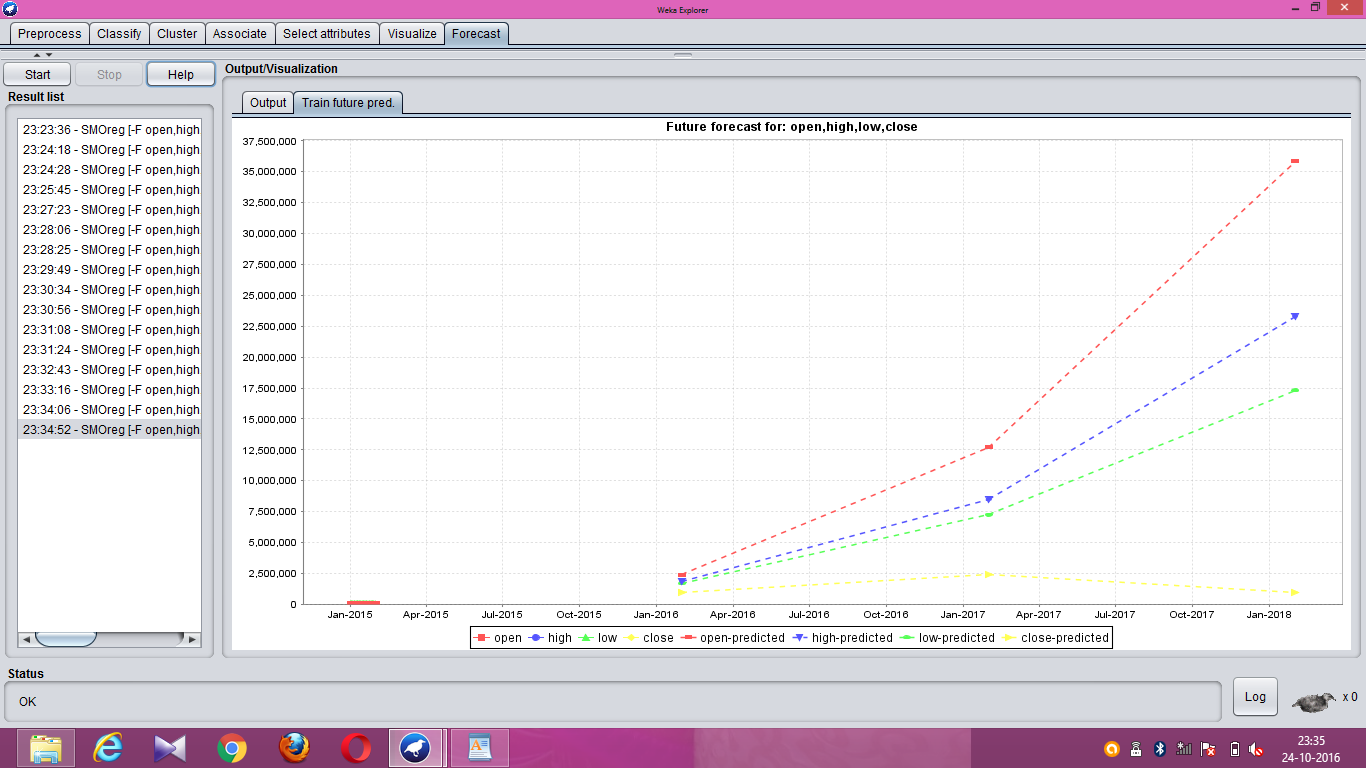 Weka Explorer
Preprocess Classify Cluster Associate Select attributes Visualize Forecast
Start Stop Help
Result list
23:23:36 - SMOreg [-F open,high
23:24:18 - SMOreg [-F open,high
23:24:28 - SMOreg [-F open,high
23:25:45 - SMOreg [-F open,high
23:27:23 - SMOreg [-F open,high
23:28:06 - SMOreg [-F open,high
23:28:25 - SMOreg [-F open,high
23:29:49 - SMOreg [-F open,high
23:30:34 - SMOreg [-F open,high
23:30:56 - SMOreg [-F open,high
23:31:08 - SMOreg [-F open,high
23:31:24 - SMOreg [-F open,high
23:32:43 - SMOreg [-F open,high
23:33:16 - SMOreg [-F open,high
23:34:06 - SMOreg [-F open,high
23:34:52 - SMOreg [-F open,high
Output/Visualization
Output Train future pred.
Future forecast for: open,high,low,close
37,500,000
35,000,000
32,500,000
30,000,000
27,500,000
25,000,000
22,500,000
20,000,000
17,500,000
15,000,000
12,500,000
10,000,000
7,500,000
5,000,000
2,500,000
0
Jan-2015 Apr-2015 Jul-2015 Oct-2015 Jan-2016 Apr-2016 Jul-2016 Oct-2016 Jan-2017 Apr-2017 Jul-2017 Oct-2017 Jan-2018
open high low close open-predicted high-predicted low-predicted close-predicted
Status
OK
Log
x 0
23:35
24-10-2016